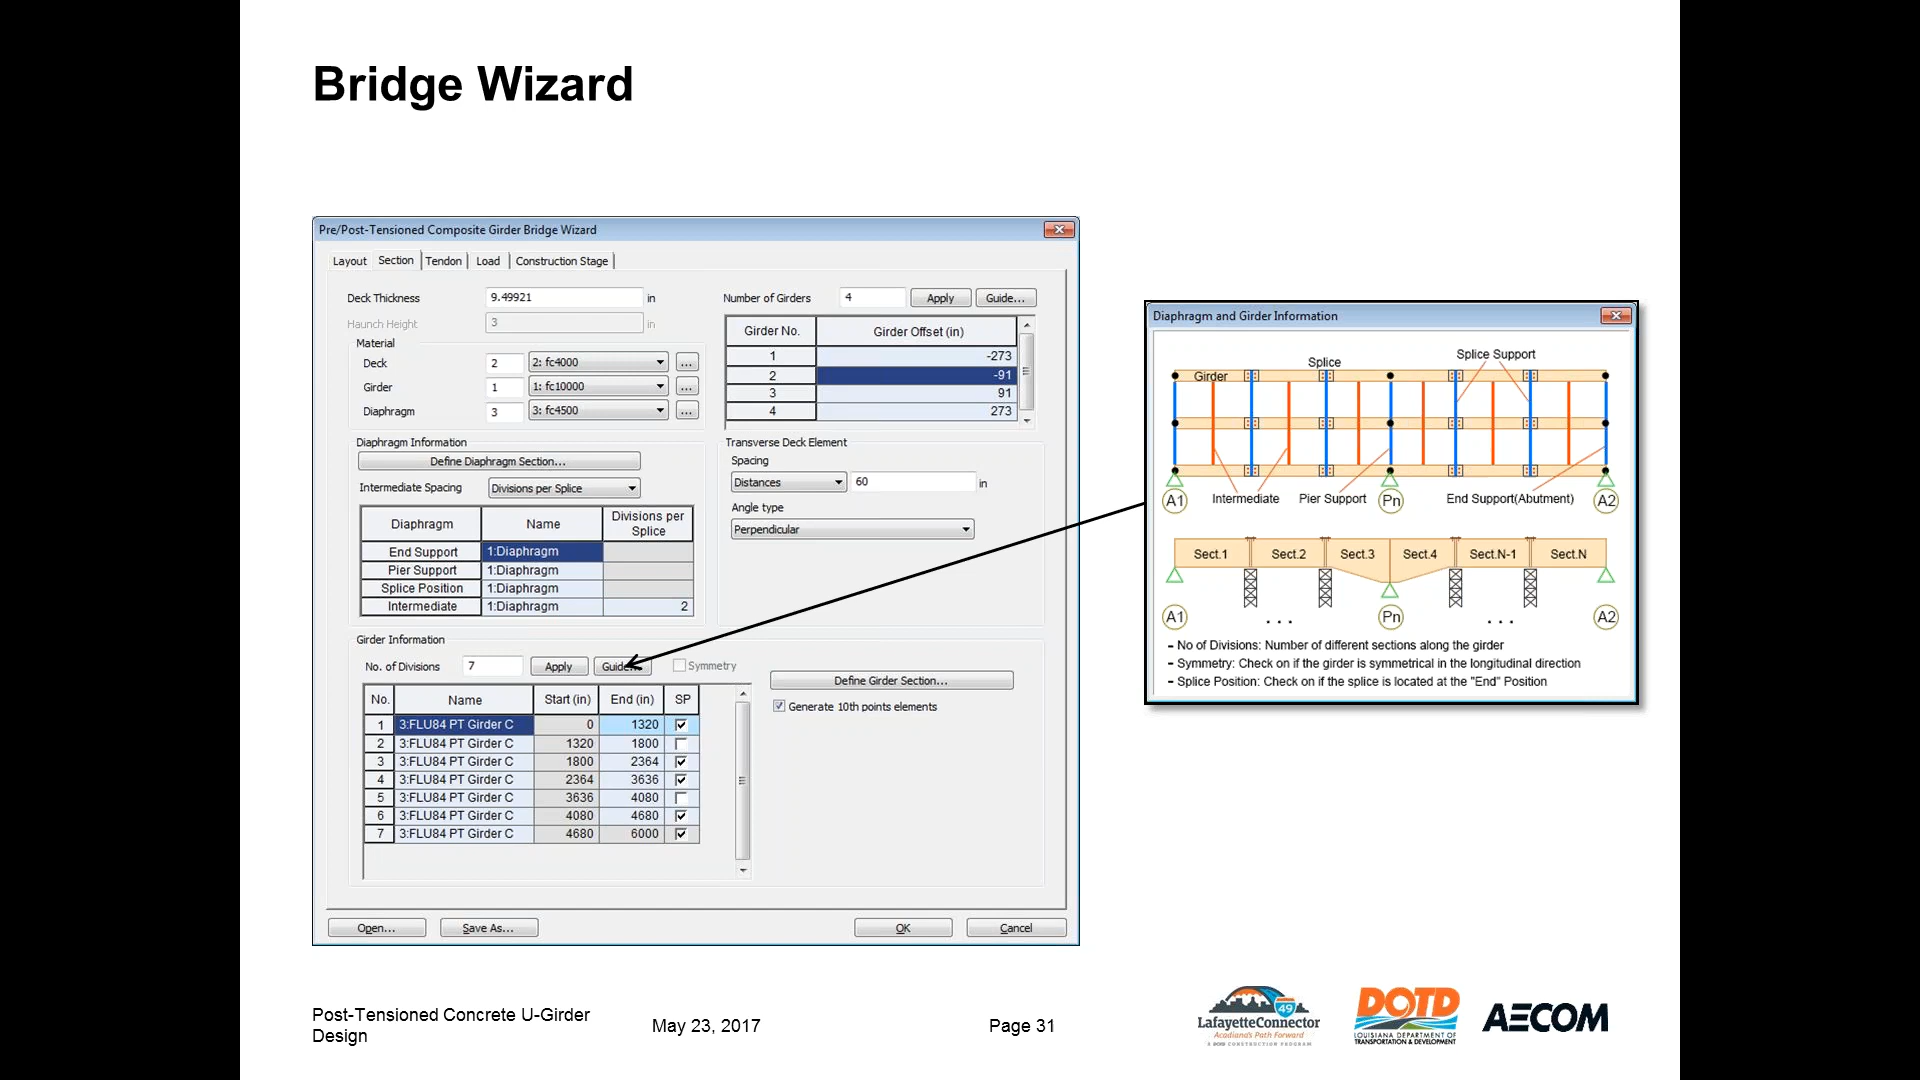 Bridge Wizard
Pre/Post-Tensioned Composite Girder Bridge Wizard
Layout Section Tendon Load Construction Stage
Deck Thickness 9.49921 in
Haunch Height 3 in
Material
Deck 2 2: fc4000 ...
Girder 1 1: fc10000 ...
Diaphragm 3 3: fc4500 ...
Number of Girders 4 Apply Guide...
Girder No. Girder Offset (in)
1 -273
2 -91
3 91
4 273
Diaphragm Information
Define Diaphragm Section...
Intermediate Spacing Divisions per Splice
Diaphragm Name Divisions per Splice
End Support 1:Diaphragm
Pier Support 1:Diaphragm
Splice Position 1:Diaphragm
Intermediate 1:Diaphragm 2
Transverse Deck Element
Spacing
Distances 60 in
Angle type
Perpendicular
Girder Information
No. of Divisions 7 Apply Guide... Symmetry
No. Name Start (in) End (in) SP
1 3:FLU84 PT Girder C 0 1320
2 3:FLU84 PT Girder C 1320 1800
3 3:FLU84 PT Girder C 1800 2364
4 3:FLU84 PT Girder C 2364 3636
5 3:FLU84 PT Girder C 3636 4080
6 3:FLU84 PT Girder C 4080 4680
7 3:FLU84 PT Girder C 4680 6000
Define Girder Section...
Generate 10th points elements
Open... Save As... OK Cancel
Diaphragm and Girder Information
Splice Support
Splice
Girder
A1 Intermediate Pier Support Pn End Support(Abutment) A2
Sect.1 Sect.2 Sect.3 Sect.4 Sect.N-1 Sect.N
A1 ... Pn ... A2
- No of Divisions: Number of different sections along the girder
- Symmetry: Check on if the girder is symmetrical in the longitudinal direction
- Splice Position: Check on if the splice is located at the "End" Position
Post-Tensioned Concrete U-Girder
Design
May 23, 2017
Page 31
49
LafayetteConnector
Acadiana's Path Forward
A DOTD CONSTRUCTION PROGRAM
DOTD
LOUISIANA DEPARTMENT OF
TRANSPORTATION & DEVELOPMENT
AECOM